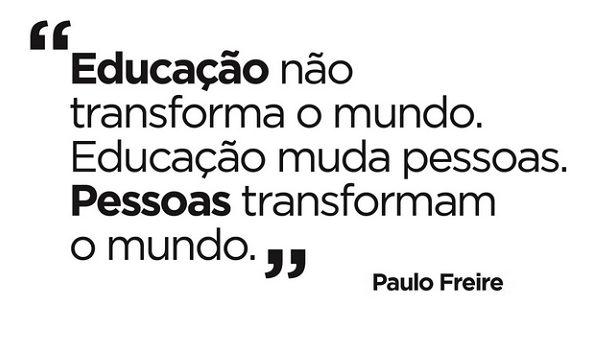 “Educação não
transforma o mundo.
Educação muda pessoas.
Pessoas transformam
o mundo.”
Paulo Freire